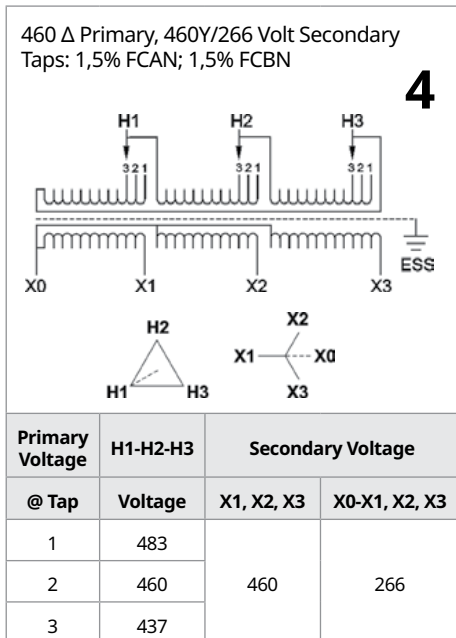 460 Δ Primary, 460Y/266 Volt Secondary
Taps: 1,5% FCAN; 1,5% FCBN
4
H1 H2 H3
3 2 1 3 2 1 3 2 1
ESS
X0 X1 X2 X3
H2
H1 H3
X2
X1 X0
X3
Primary Voltage H1-H2-H3 Secondary Voltage
@ Tap Voltage X1, X2, X3 X0-X1, X2, X3
1 483
2 460 460 266
3 437